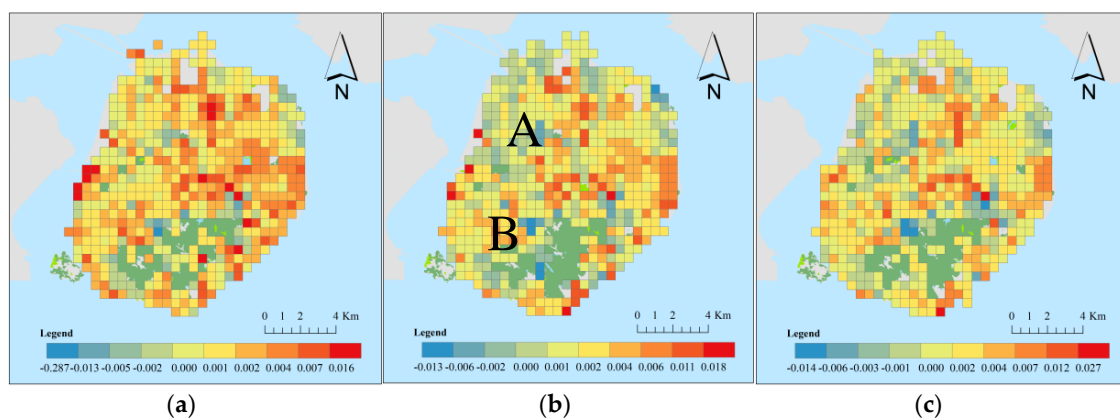 N
0 2 4 Km
Legend
-0.287 -0.013 -0.005 -0.002 0.000 0.001 0.002 0.004 0.007 0.016
(a)
A
B
N
0 2 4 Km
Legend
-0.013 -0.006 -0.002 0.000 0.001 0.002 0.004 0.006 0.011 0.018
(b)
N
0 1 2 4 Km
Legend
-0.014 -0.006 -0.003 -0.001 0.000 0.002 0.004 0.007 0.012 0.027
(c)